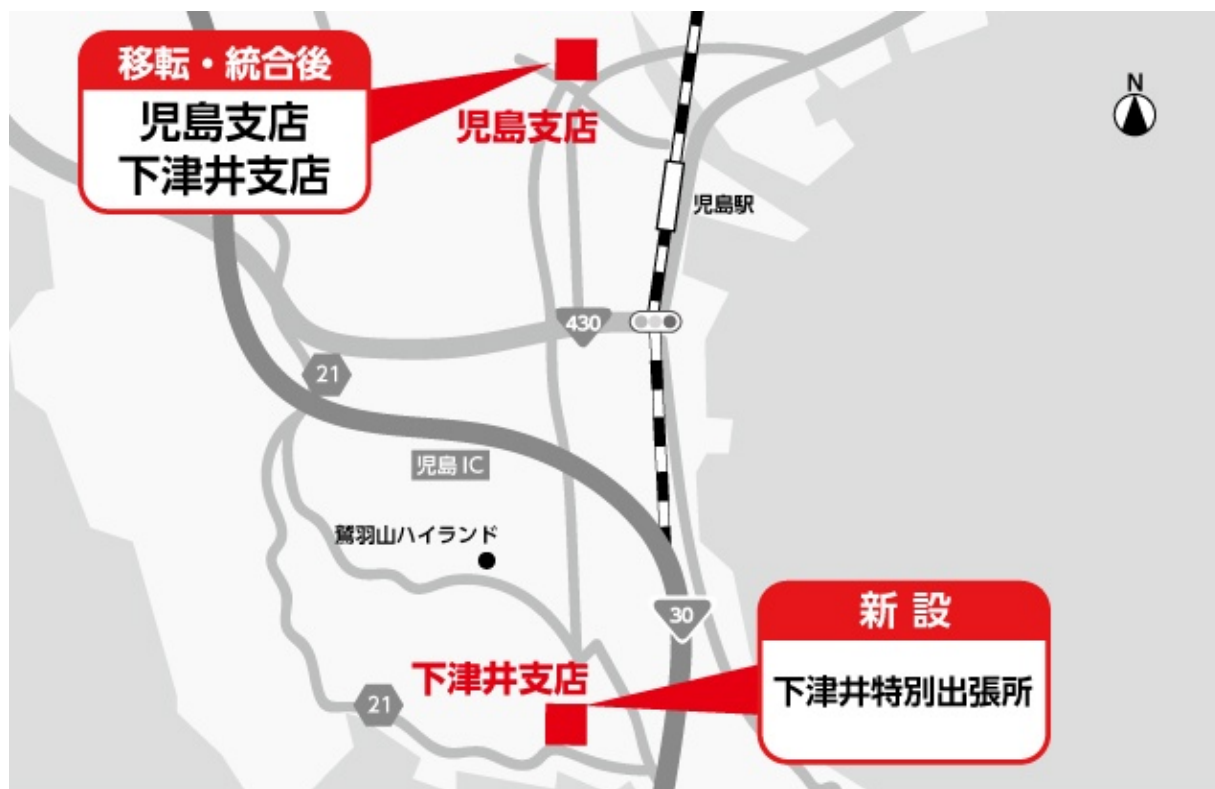 移転・統合後
児島支店
下津井支店
児島支店
N
児島駅
430
21
児島IC
鷲羽山ハイランド
30
新設
下津井特別出張所
下津井支店
21